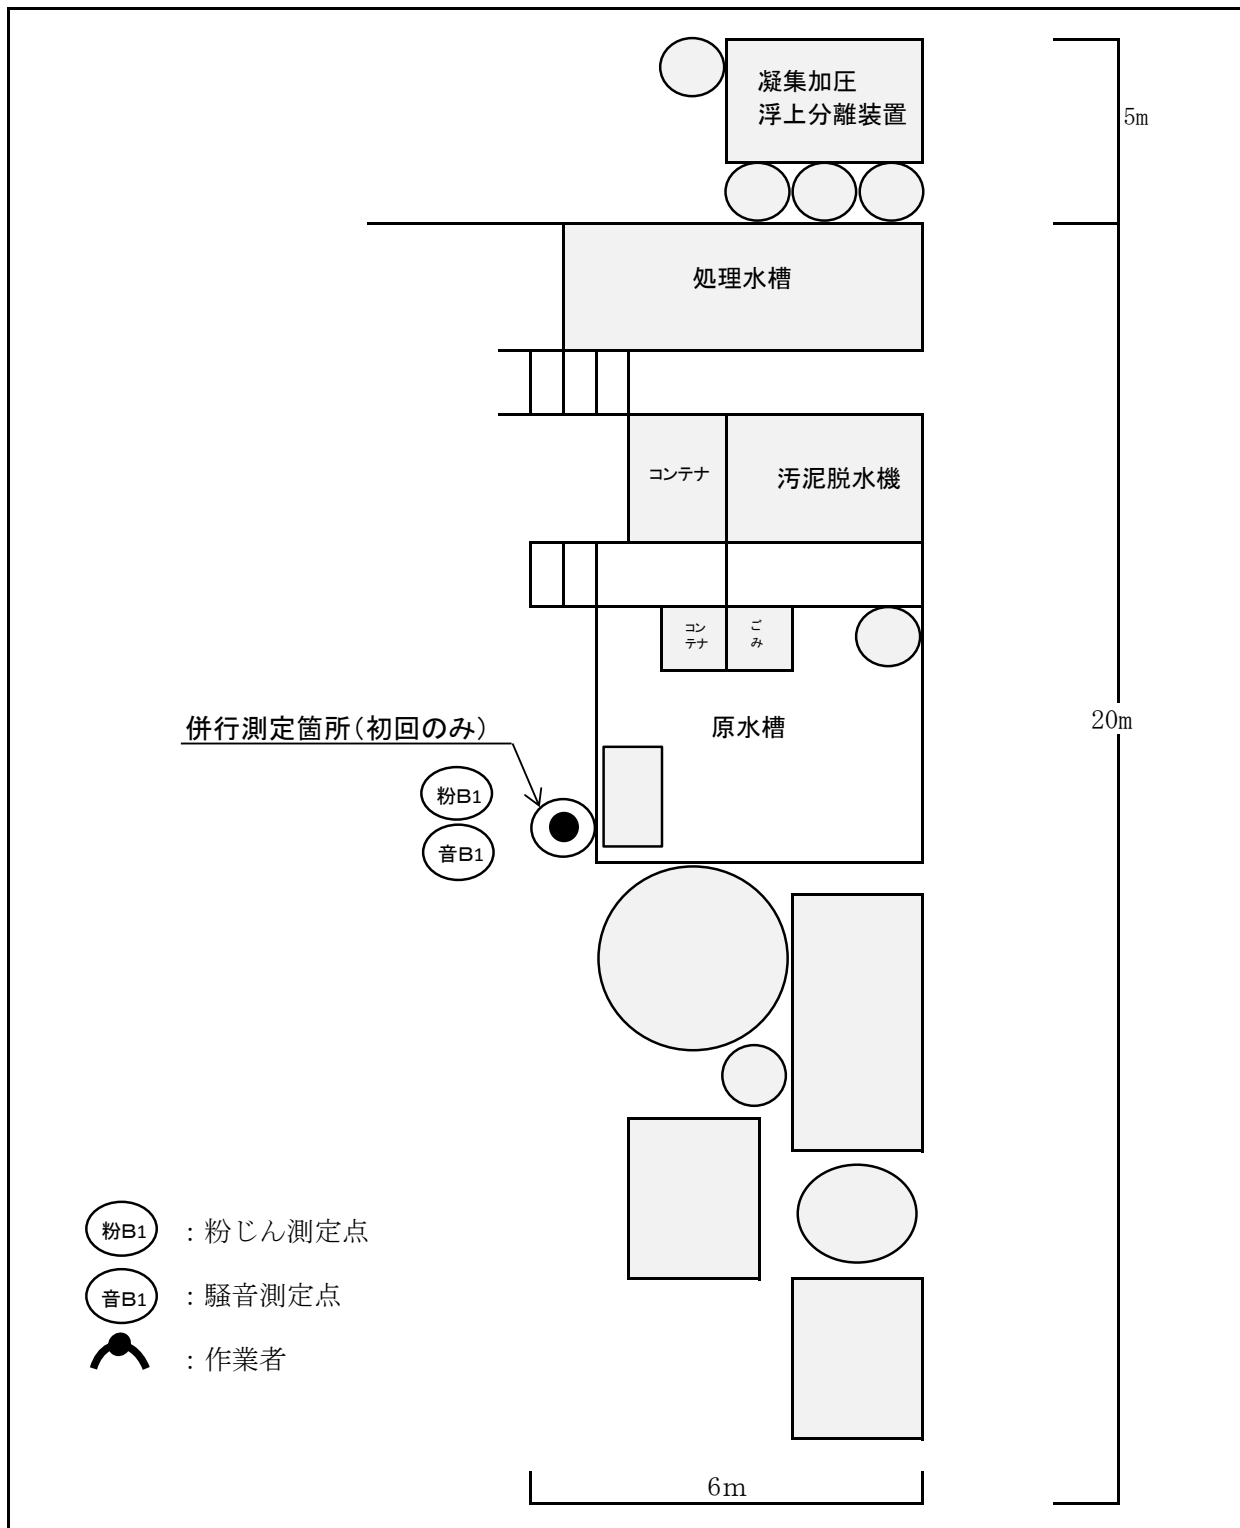 凝集加圧
浮上分離装置
5m
処理水槽
コンテナ
汚泥脱水機
コン
テナ
ご
み
併行測定箇所(初回のみ)
原水槽
20m
粉B1
音B1
粉B1 :粉じん測定点
音B1 :騒音測定点
:作業者
6m